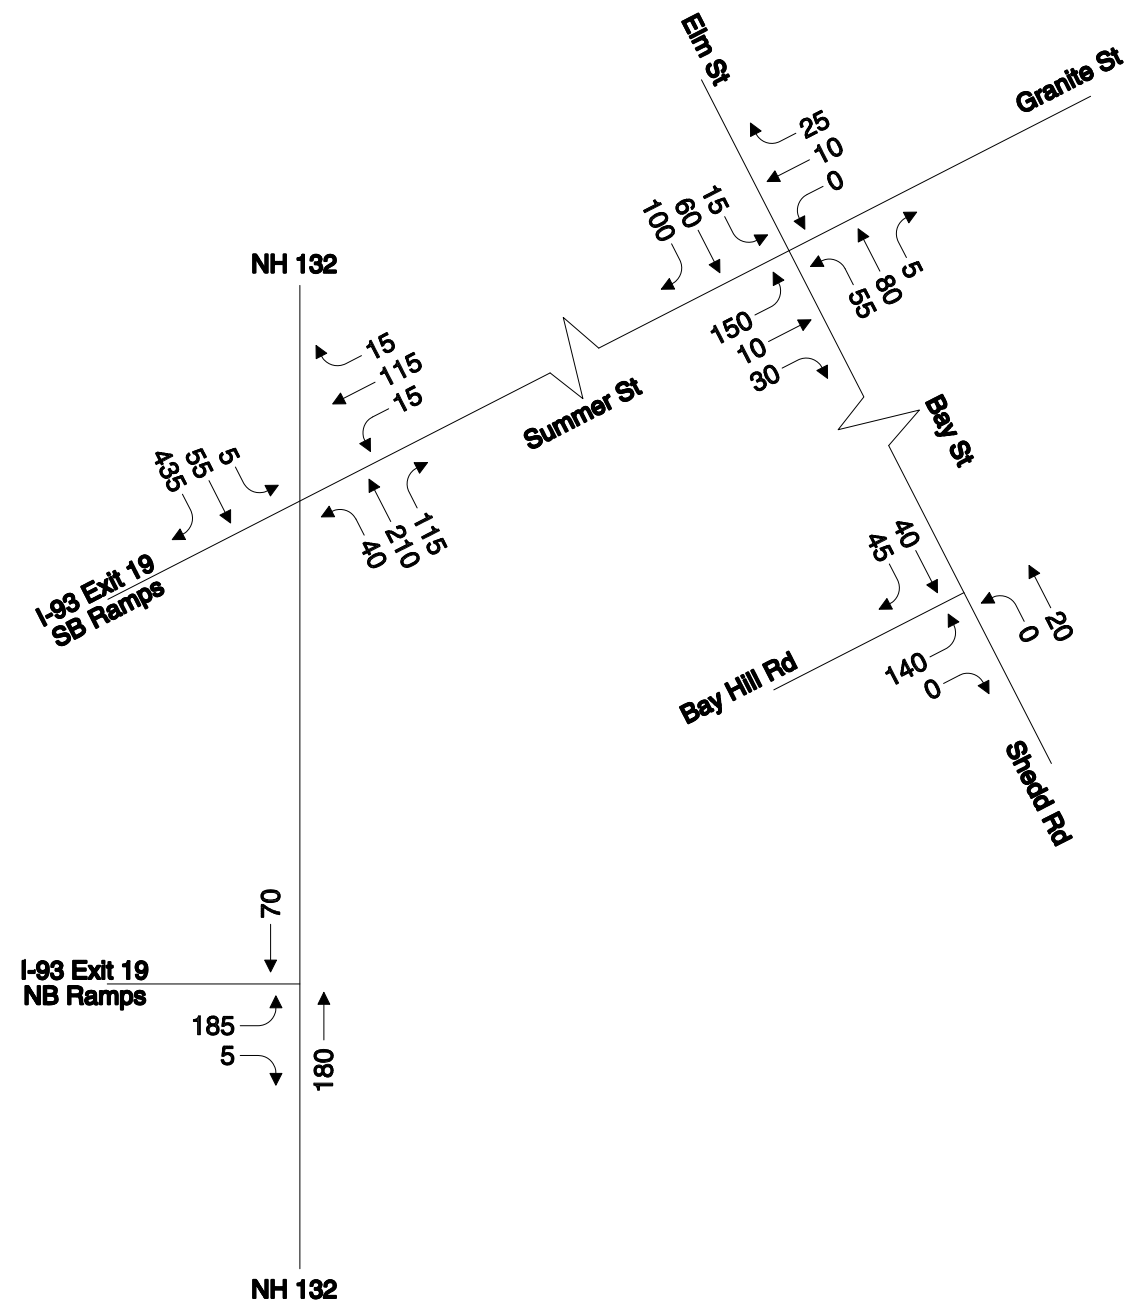 Elm St
Granite St
25
10
0
15
60
100
5
80
55
150
10
30
NH 132
15
115
15
Summer St
Bay St
5
55
435
115
210
40
I-93 Exit 19
SB Ramps
40
45
20
0
140
0
Bay Hill Rd
Shedd Rd
70
I-93 Exit 19
NB Ramps
185
5
180
NH 132